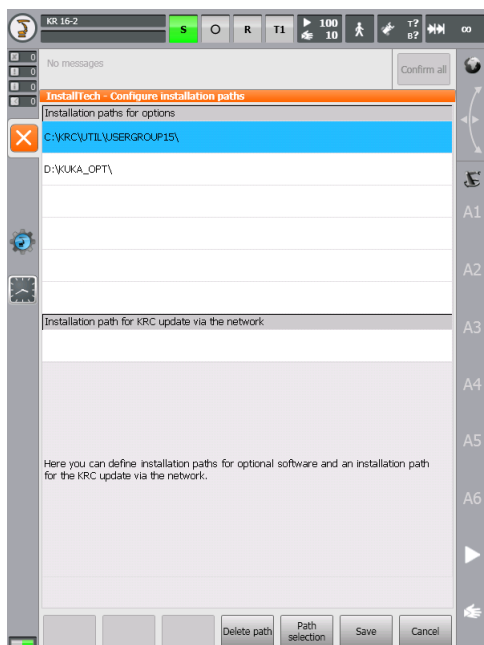 KR 16-2
S
O
R
T1
100
10
T?
B?
∞
0
0
0
0
No messages
Confirm all
InstallTech - Configure installation paths
Installation paths for options
C:\KRC\UTIL\USERGROUP15\
D:\KUKA_OPT\
Installation path for KRC update via the network
Here you can define installation paths for optional software and an installation path
for the KRC update via the network.
A1
A2
A3
A4
A5
A6
Delete path
Path
selection
Save
Cancel